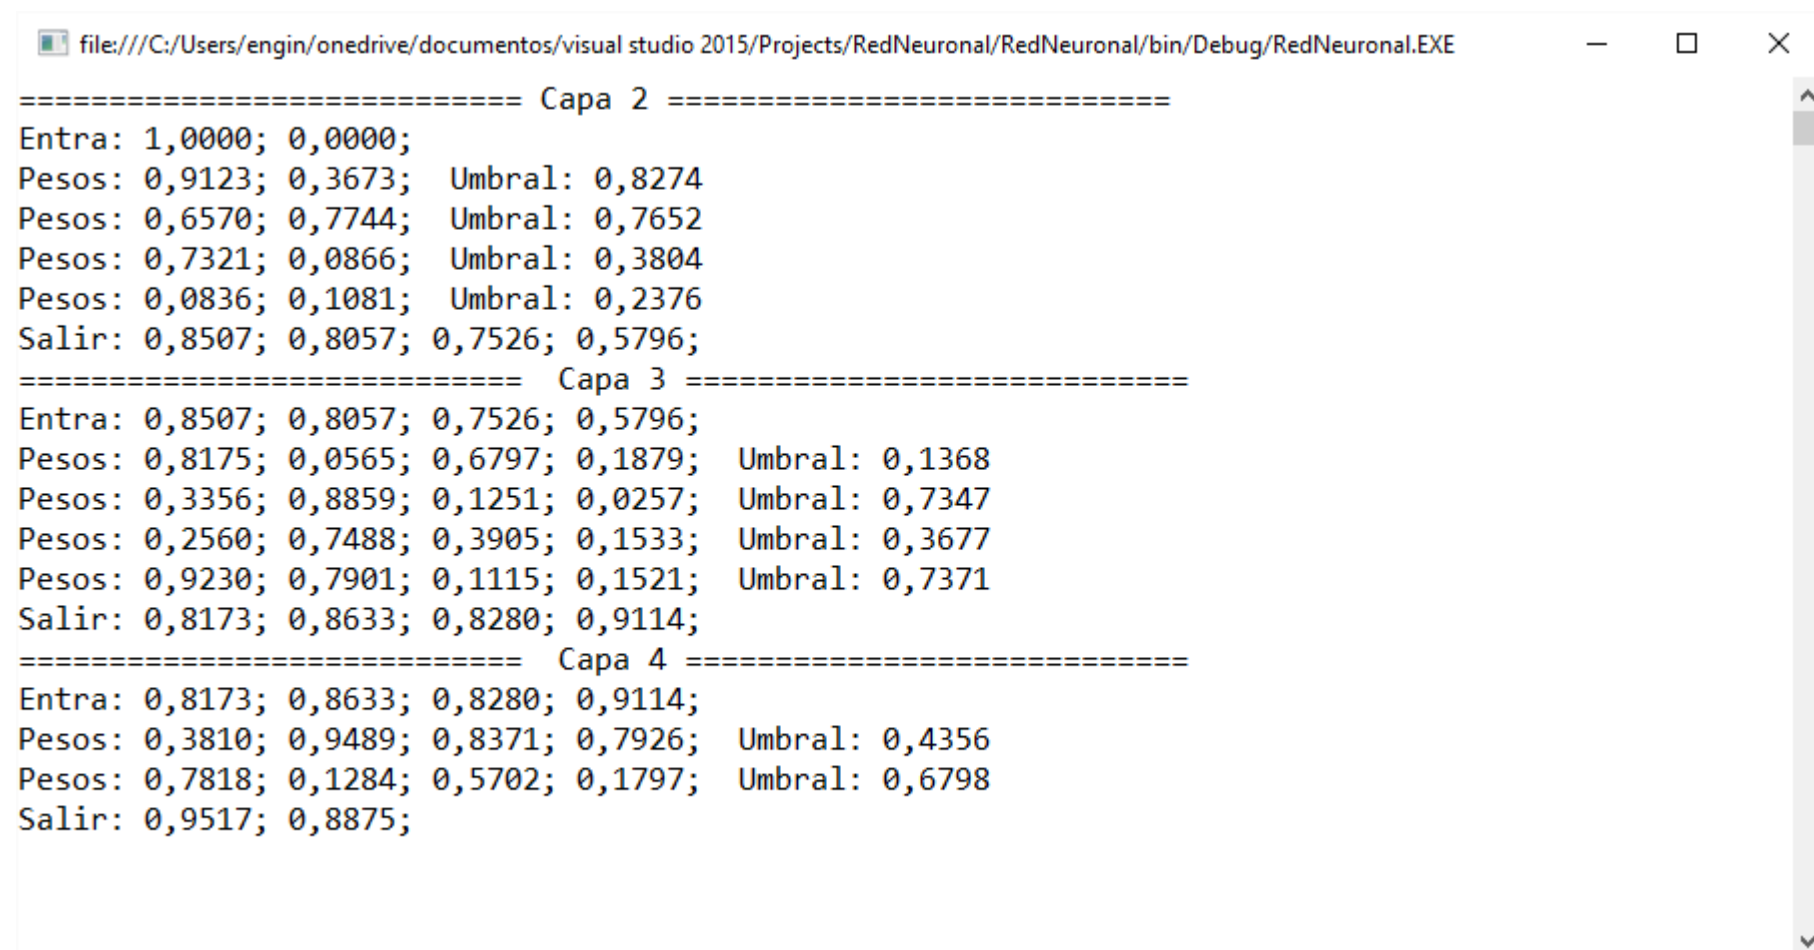 file:///C:/Users/engin/onedrive/documentos/visual studio 2015/Projects/RedNeuronal/RedNeuronal/bin/Debug/RedNeuronal.EXE
============================ Capa 2 ============================
Entra: 1,0000; 0,0000;
Pesos: 0,9123; 0,3673;  Umbral: 0,8274
Pesos: 0,6570; 0,7744;  Umbral: 0,7652
Pesos: 0,7321; 0,0866;  Umbral: 0,3804
Pesos: 0,0836; 0,1081;  Umbral: 0,2376
Salir: 0,8507; 0,8057; 0,7526; 0,5796;
============================  Capa 3 ============================
Entra: 0,8507; 0,8057; 0,7526; 0,5796;
Pesos: 0,8175; 0,0565; 0,6797; 0,1879;  Umbral: 0,1368
Pesos: 0,3356; 0,8859; 0,1251; 0,0257;  Umbral: 0,7347
Pesos: 0,2560; 0,7488; 0,3905; 0,1533;  Umbral: 0,3677
Pesos: 0,9230; 0,7901; 0,1115; 0,1521;  Umbral: 0,7371
Salir: 0,8173; 0,8633; 0,8280; 0,9114;
============================  Capa 4 ============================
Entra: 0,8173; 0,8633; 0,8280; 0,9114;
Pesos: 0,3810; 0,9489; 0,8371; 0,7926;  Umbral: 0,4356
Pesos: 0,7818; 0,1284; 0,5702; 0,1797;  Umbral: 0,6798
Salir: 0,9517; 0,8875;